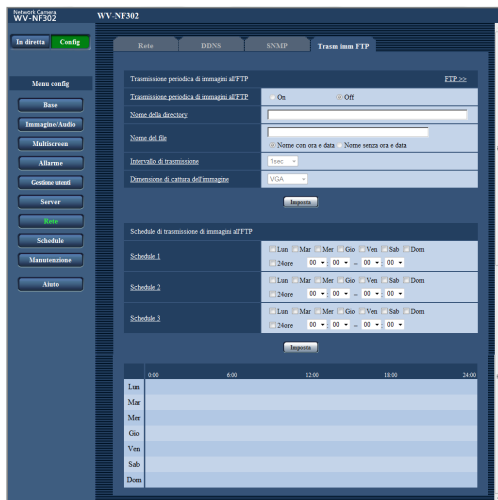 Network Camera
WV-NF302
WV-NF302
In diretta Config
Rete DDNS SNMP Trasm imm FTP
Menu config
Base
Immagine/Audio
Multiscreen
Allarme
Gestione utenti
Server
Rete
Schedule
Manutenzione
Aiuto
Trasmissione periodica di immagini all'FTP FTP >>
Trasmissione periodica di immagini all'FTP On Off
Nome della directory
Nome del file
Nome con ora e data Nome senza ora e data
Intervallo di trasmissione 1sec
Dimensione di cattura dell'immagine VGA
Imposta
Schedule di trasmissione di immagini all'FTP
Schedule 1
Lun Mar Mer Gio Ven Sab Dom
24ore 00 : 00 -- 00 : 00
Schedule 2
Lun Mar Mer Gio Ven Sab Dom
24ore 00 : 00 -- 00 : 00
Schedule 3
Lun Mar Mer Gio Ven Sab Dom
24ore 00 : 00 -- 00 : 00
Imposta
0:00 6:00 12:00 18:00 24:00
Lun
Mar
Mer
Gio
Ven
Sab
Dom